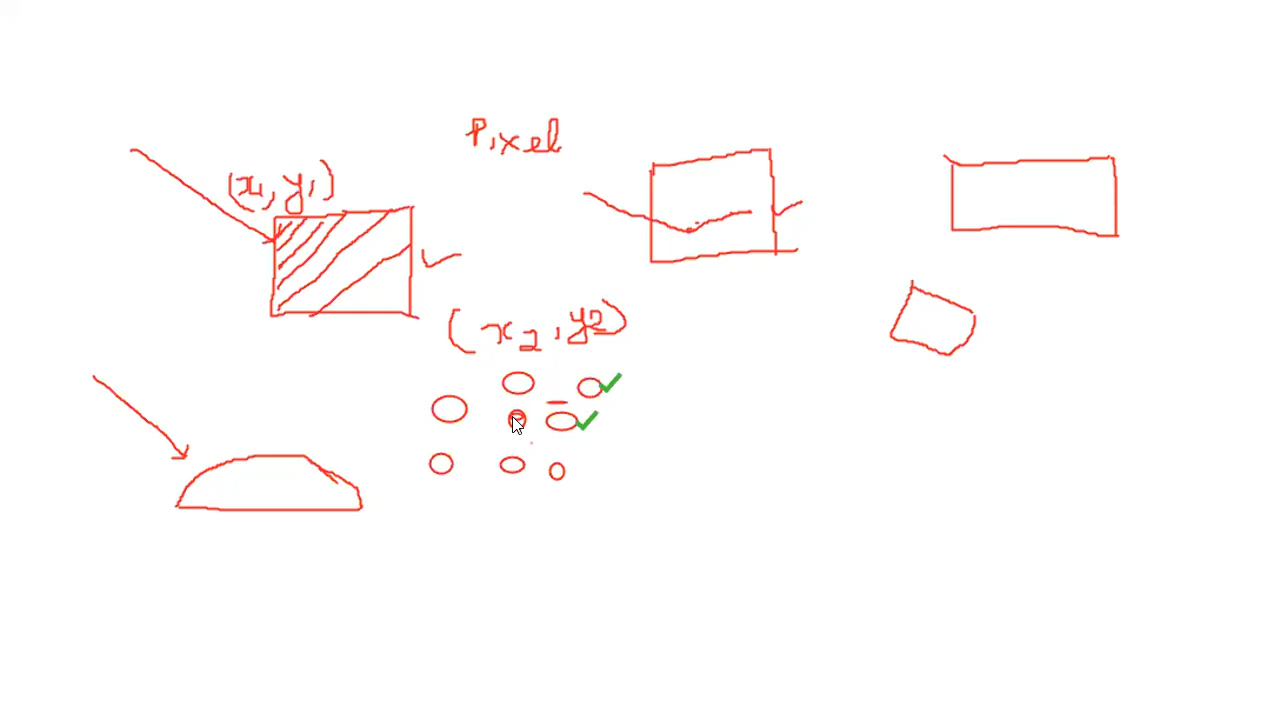 Pixel
(x1, y1)
(x2, y2)